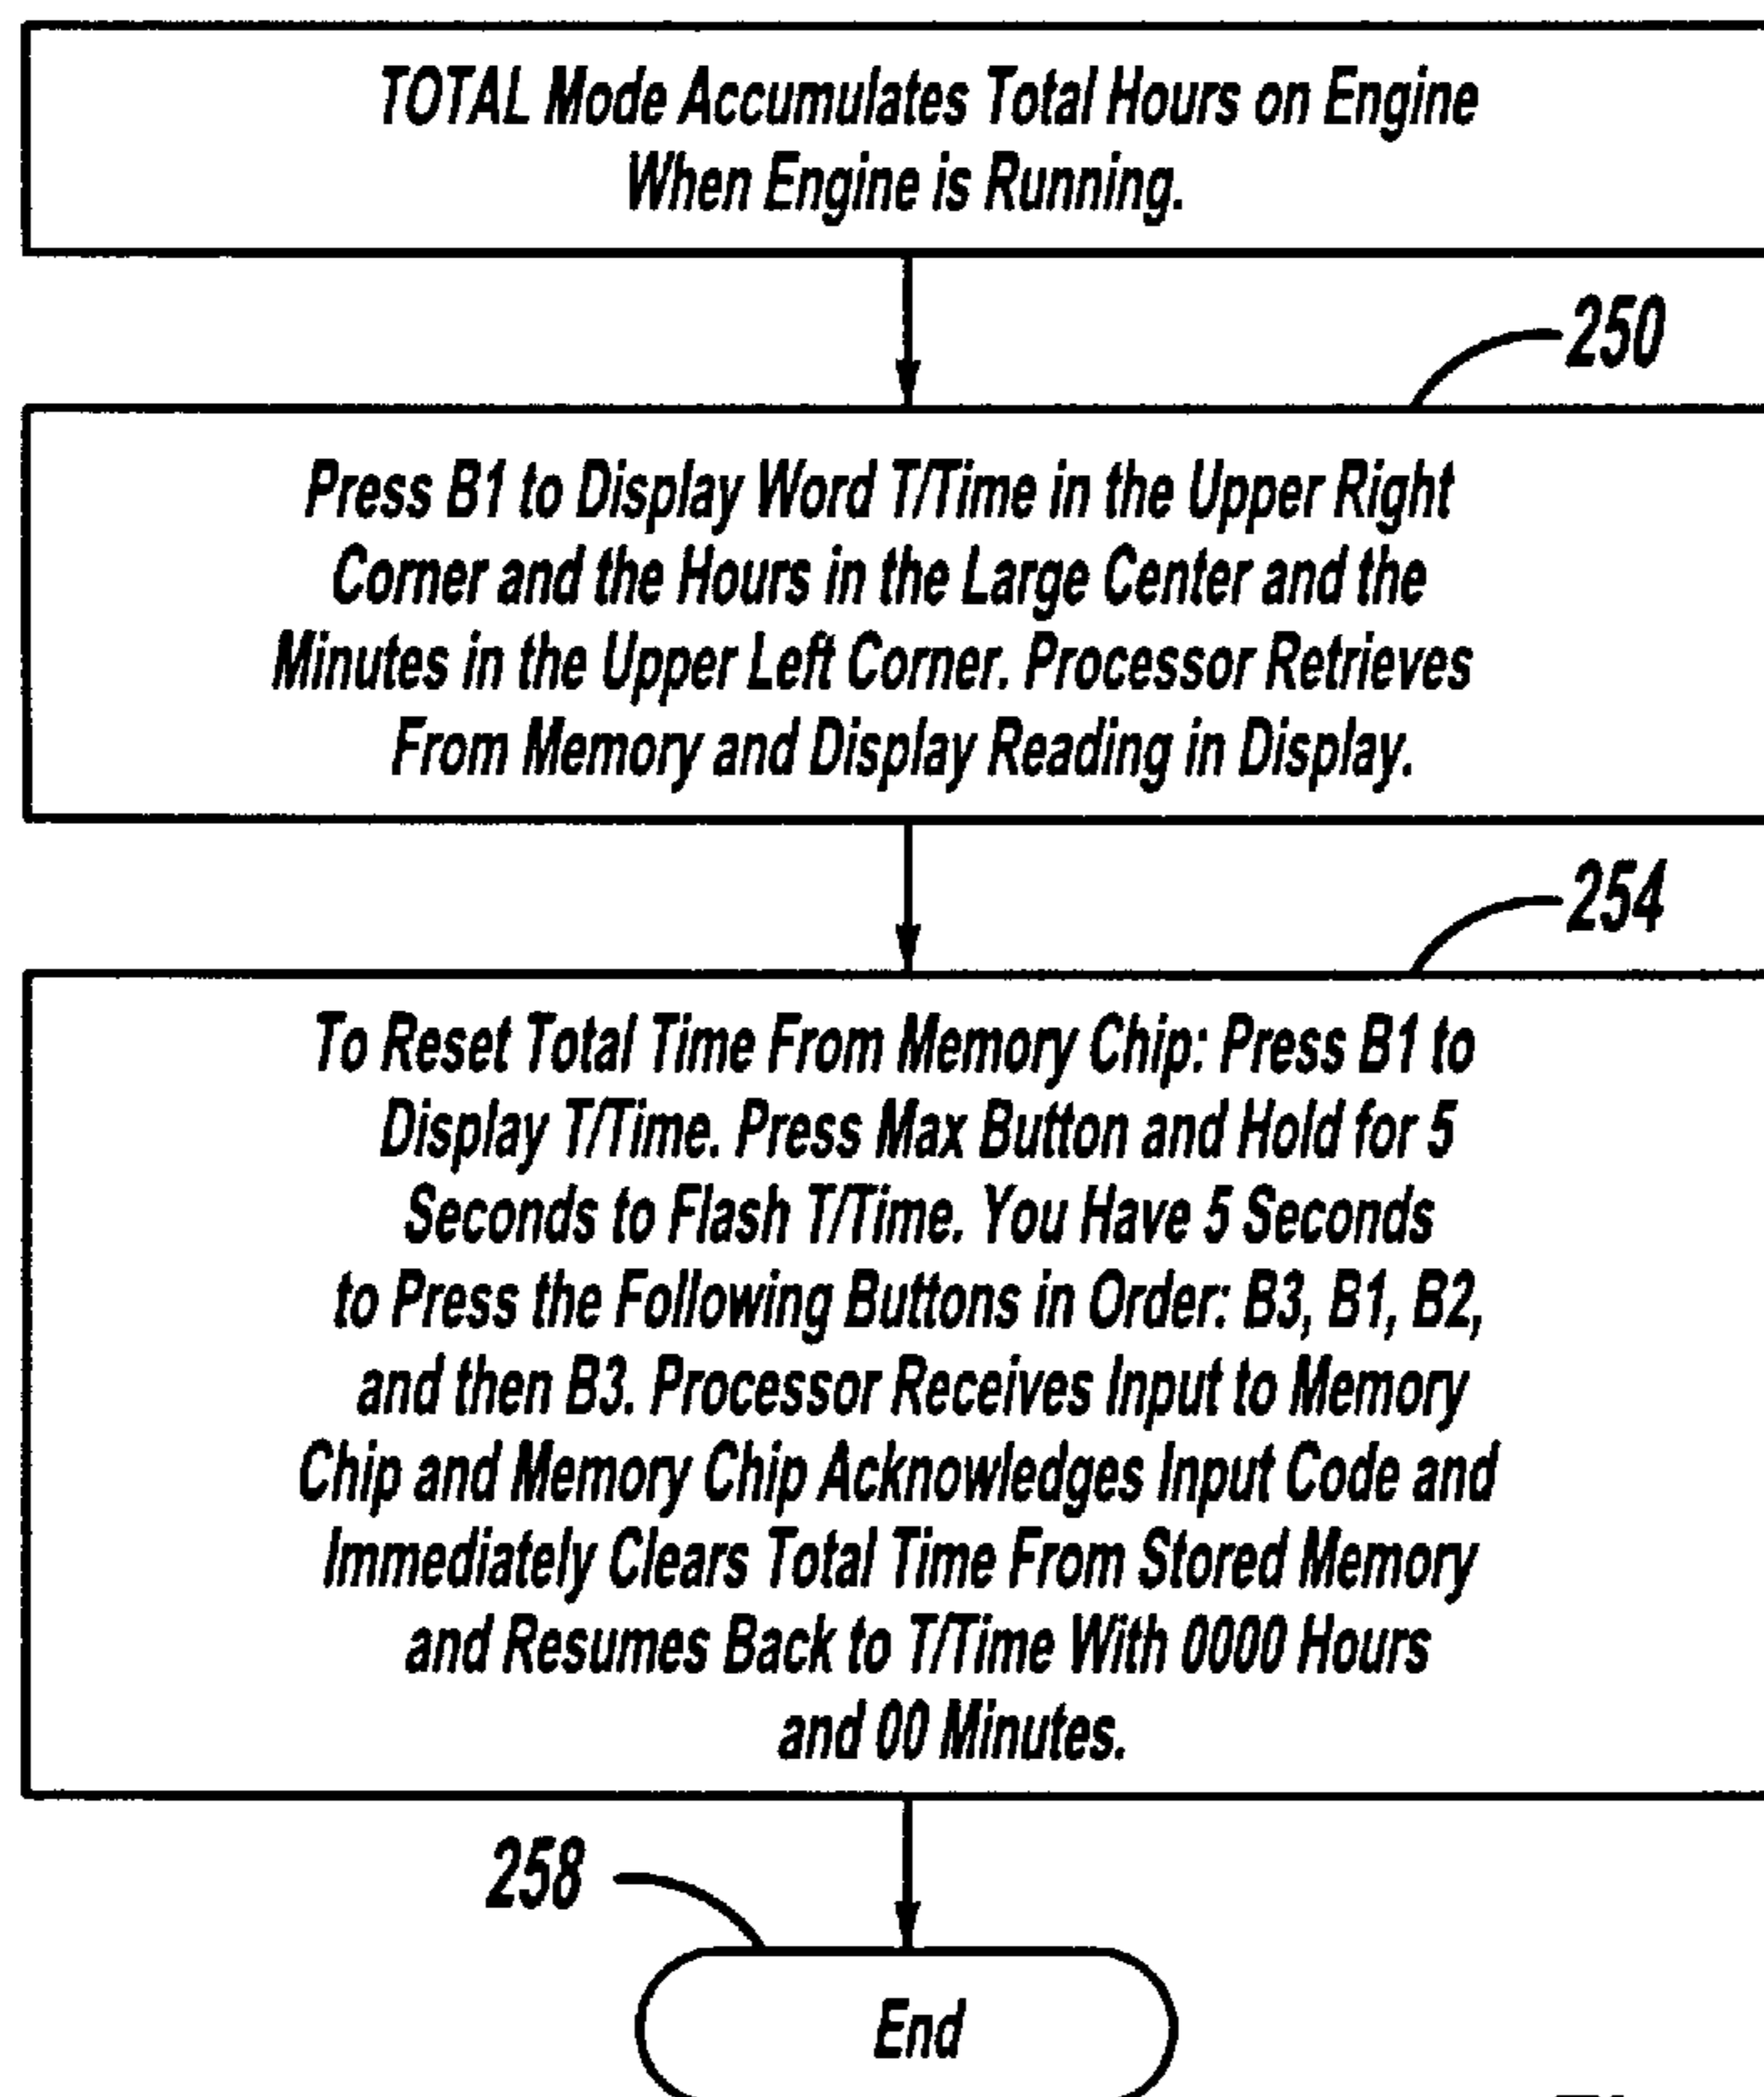 TOTAL Mode Accumulates Total Hours on Engine
When Engine is Running.
250
Press B1 to Display Word T/Time in the Upper Right
Corner and the Hours in the Large Center and the
Minutes in the Upper Left Corner. Processor Retrieves
From Memory and Display Reading in Display.
254
To Reset Total Time From Memory Chip: Press B1 to
Display T/Time. Press Max Button and Hold for 5
Seconds to Flash T/Time. You Have 5 Seconds
to Press the Following Buttons in Order: B3, B1, B2,
and then B3. Processor Receives Input to Memory
Chip and Memory Chip Acknowledges Input Code and
Immediately Clears Total Time From Stored Memory
and Resumes Back to T/Time With 0000 Hours
and 00 Minutes.
258
End